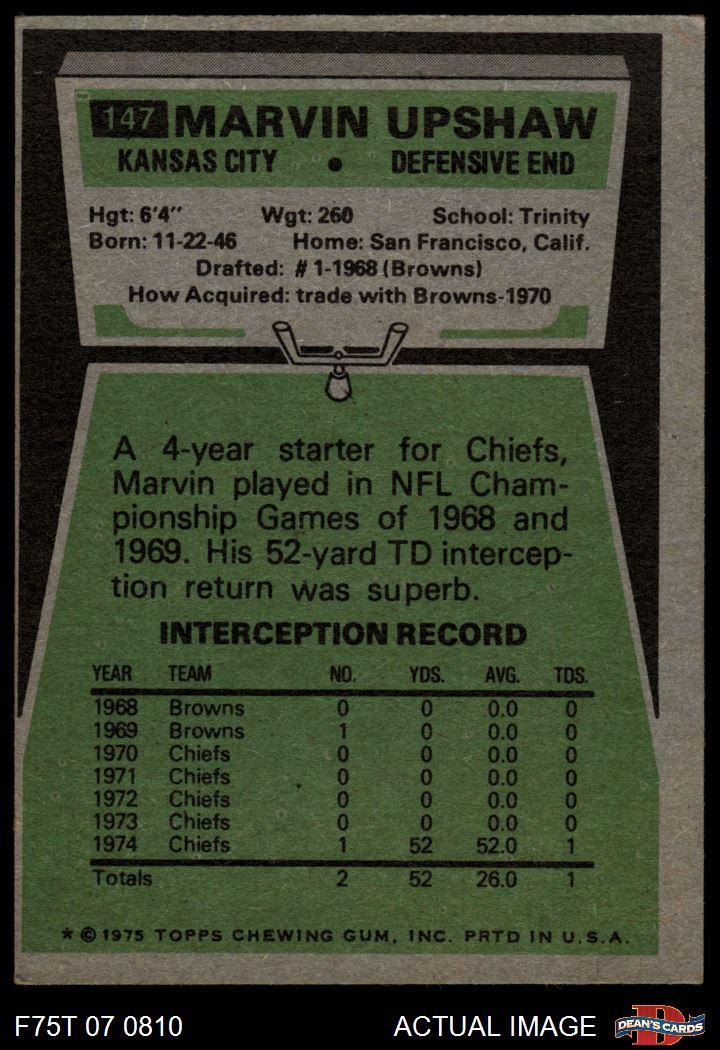 147 MARVIN UPSHAW
KANSAS CITY • DEFENSIVE END
Hgt: 6'4" Wgt: 260 School: Trinity
Born: 11-22-46 Home: San Francisco, Calif.
Drafted: #1-1968 (Browns)
How Acquired: trade with Browns-1970
A 4-year starter for Chiefs,
Marvin played in NFL Cham-
pionship Games of 1968 and
1969. His 52-yard TD intercep-
tion return was superb.
INTERCEPTION RECORD
YEAR TEAM NO. YDS. AVG. TDS.
1968 Browns 0 0 0.0 0
1969 Browns 1 0 0.0 0
1970 Chiefs 0 0 0.0 0
1971 Chiefs 0 0 0.0 0
1972 Chiefs 0 0 0.0 0
1973 Chiefs 0 0 0.0 0
1974 Chiefs 1 52 52.0 1
Totals 2 52 26.0 1
* © 1975 TOPPS CHEWING GUM, INC. PRTD IN U.S.A.
F75T 07 0810 ACTUAL IMAGE DEAN'S CARDS